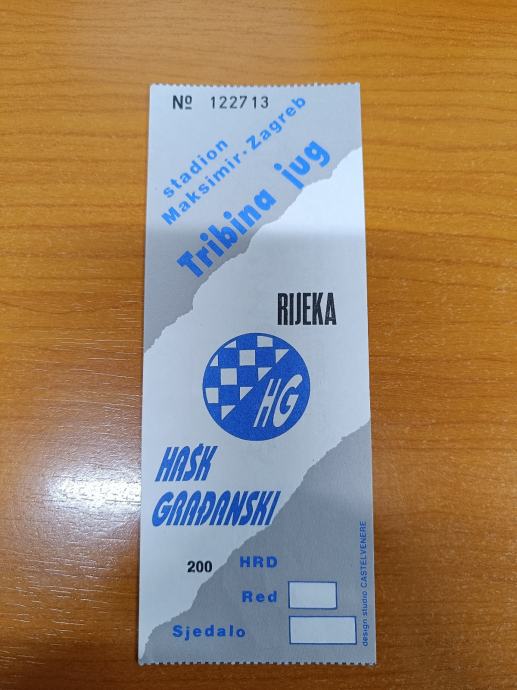 Nº 122713
stadion
Maksimir-Zagreb
Tribina jug
RIJEKA
HG
HAŠK
GRAĐANSKI
200 HRD
Red
Sjedalo
design studio CASTELVENERE